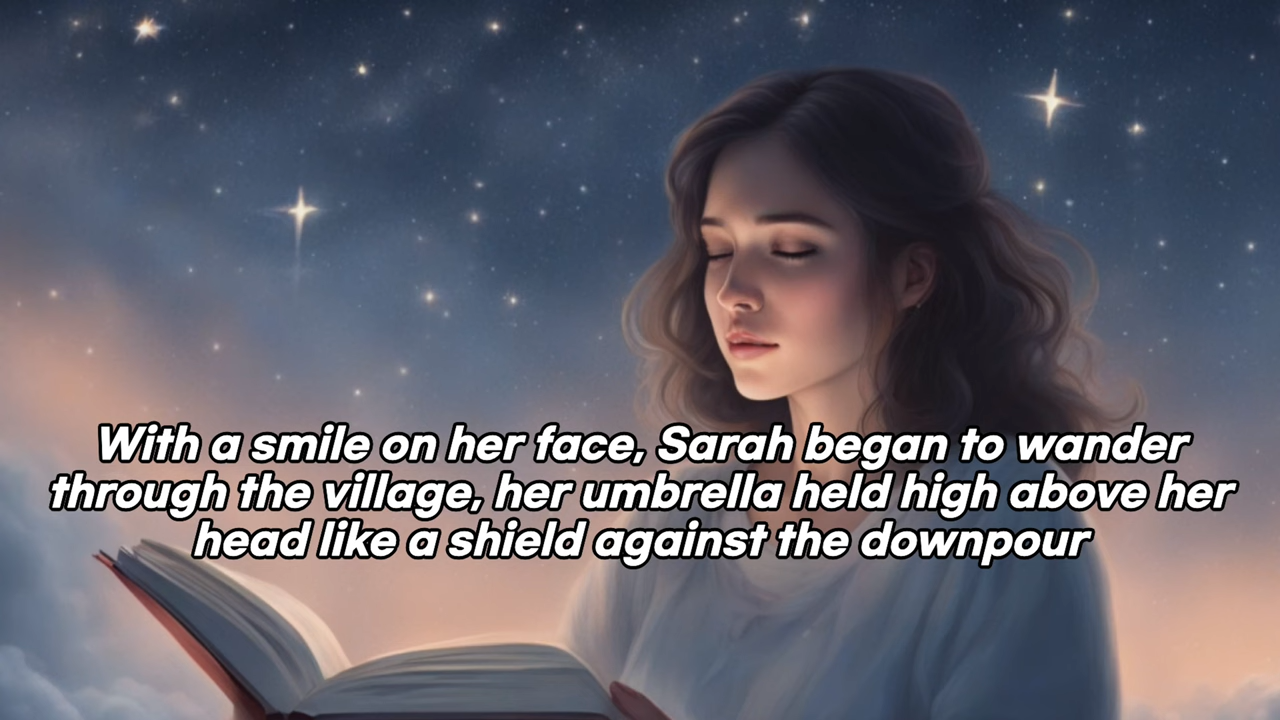 With a smile on her face, Sarah began to wander
through the village, her umbrella held high above her
head like a shield against the downpour